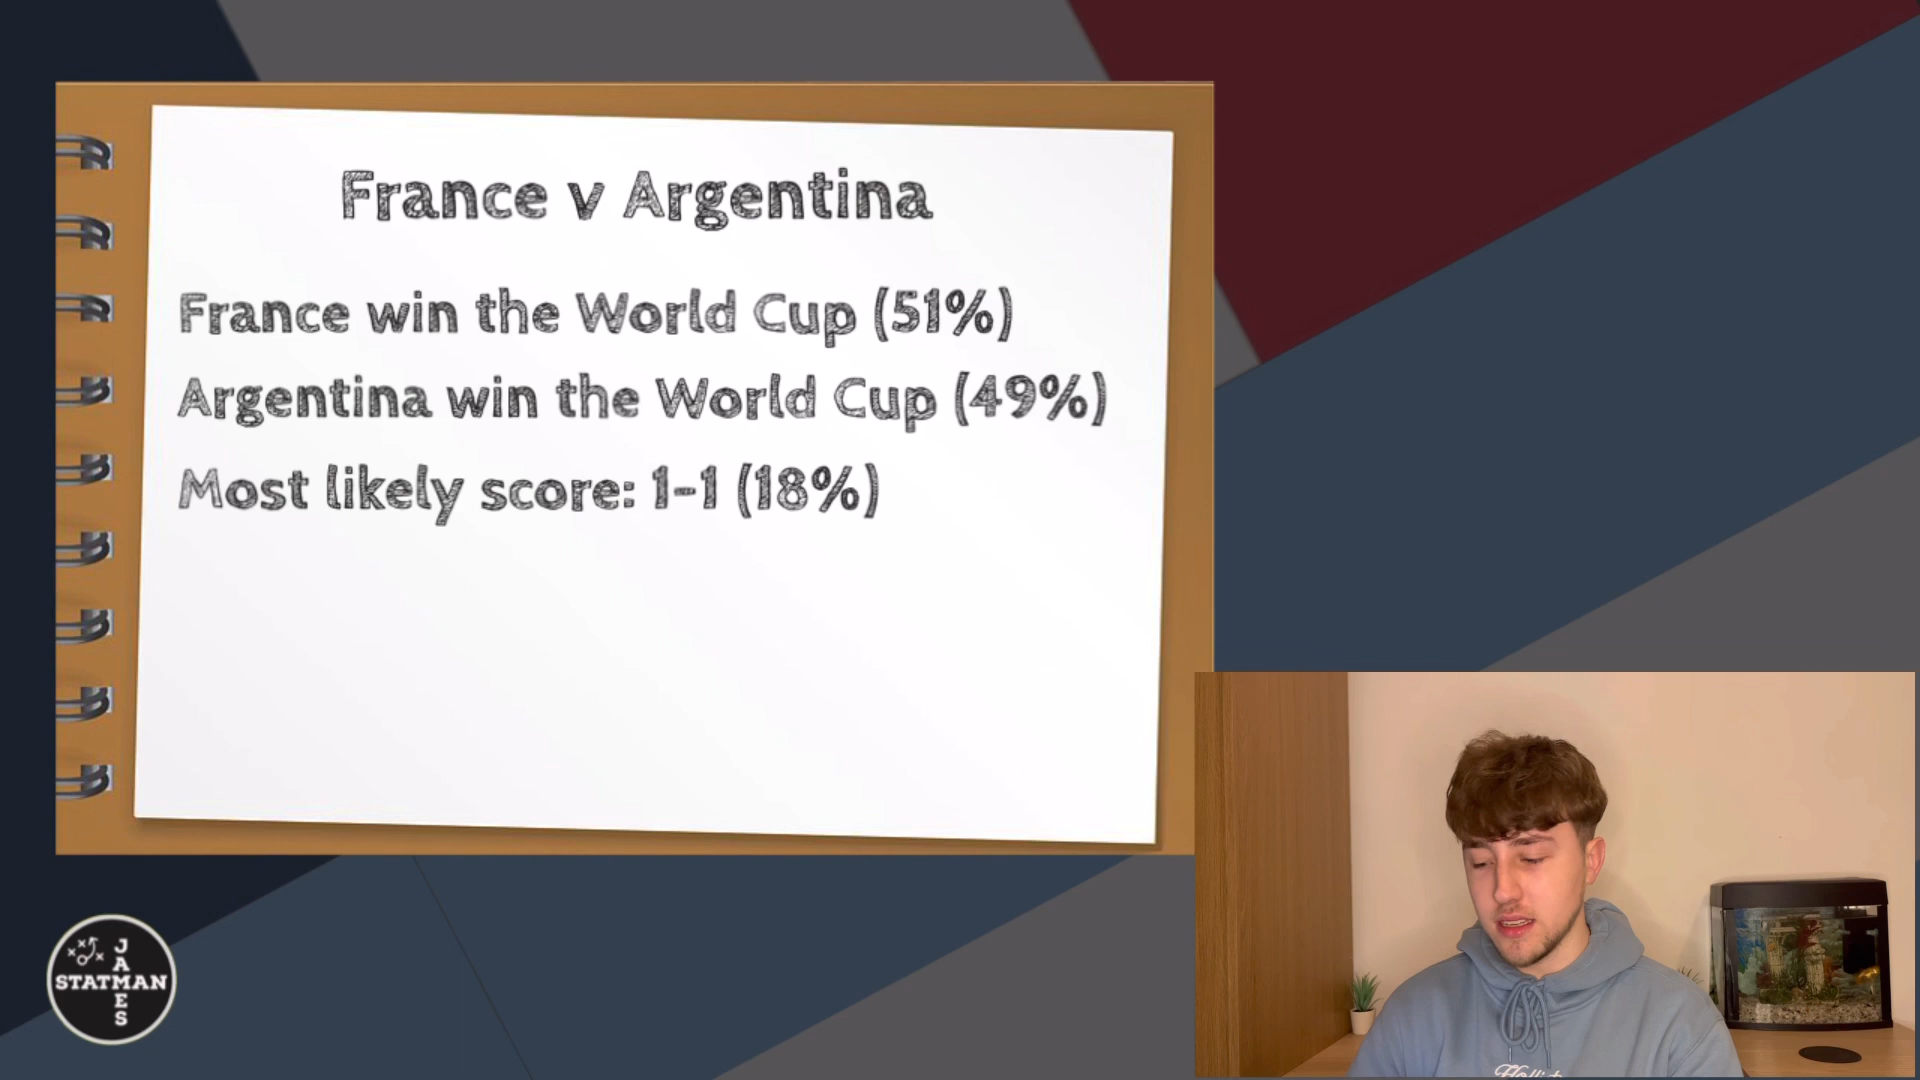 France v Argentina
France win the World Cup (51%)
Argentina win the World Cup (49%)
Most likely score: 1-1 (18%)
JAMES
STATMAN